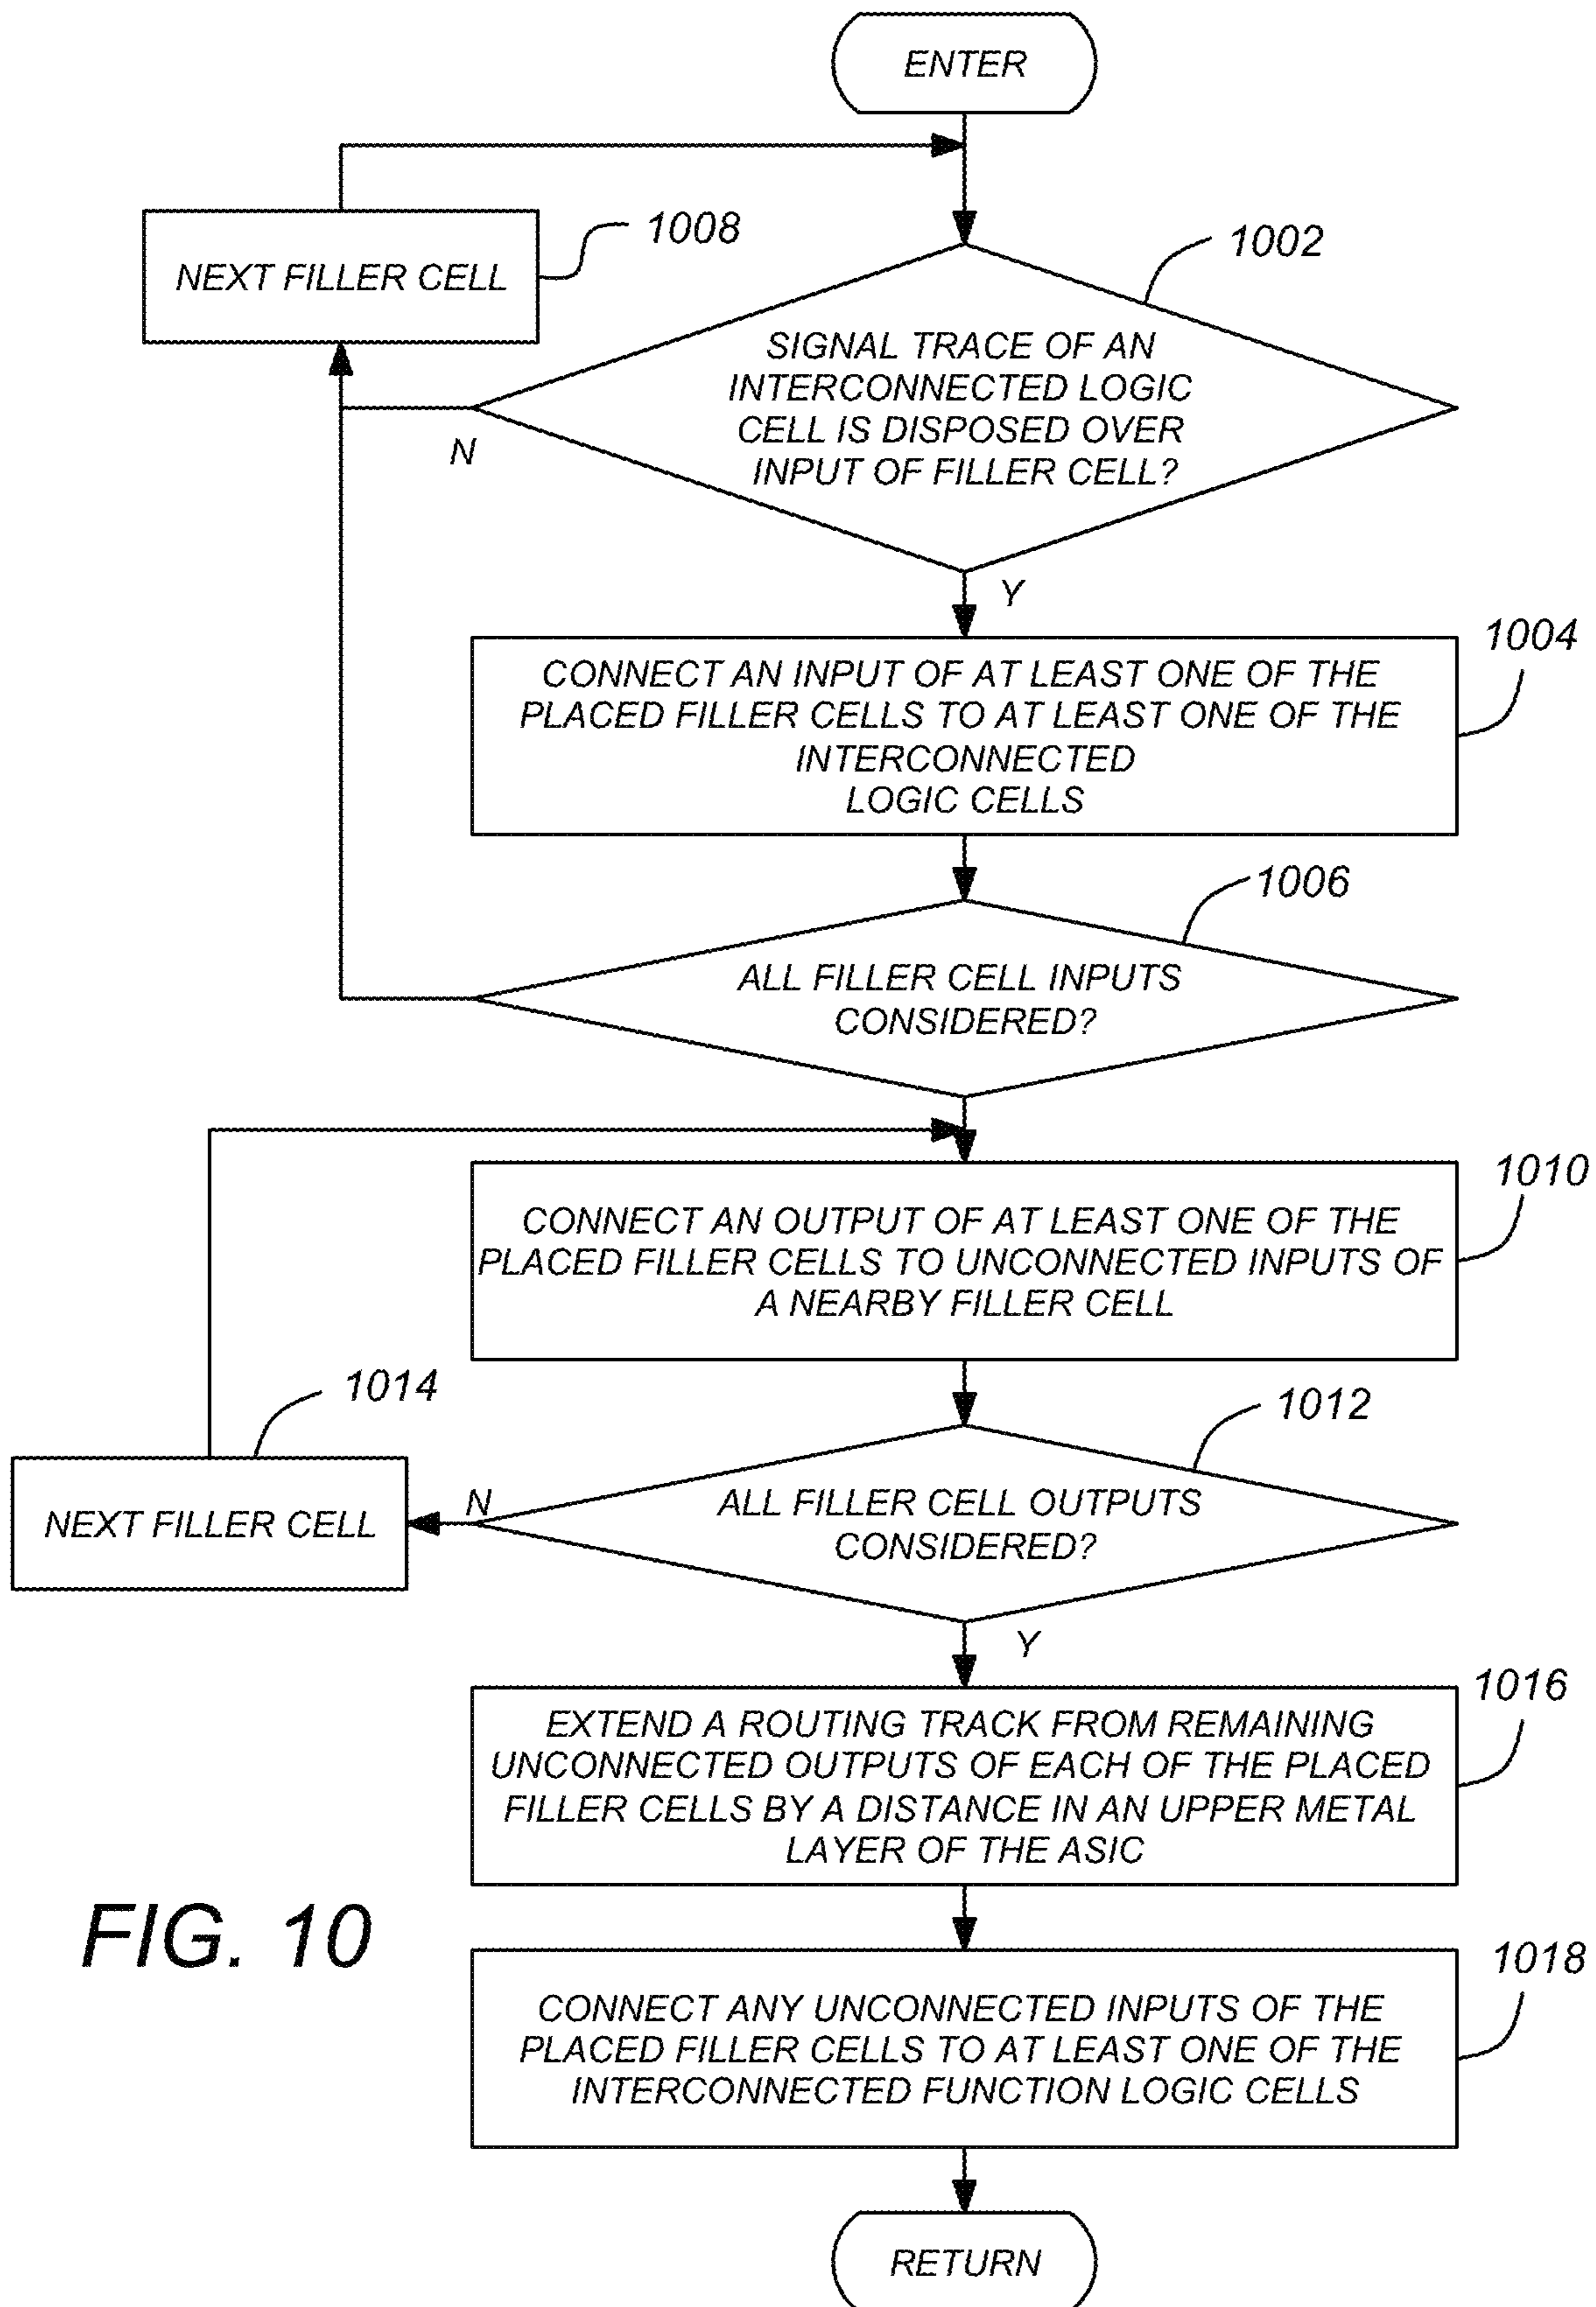 ENTER
1008
NEXT FILLER CELL
1002
SIGNAL TRACE OF AN
INTERCONNECTED LOGIC
CELL IS DISPOSED OVER
INPUT OF FILLER CELL?
N
Y
1004
CONNECT AN INPUT OF AT LEAST ONE OF THE
PLACED FILLER CELLS TO AT LEAST ONE OF THE
INTERCONNECTED
LOGIC CELLS
1006
ALL FILLER CELL INPUTS
CONSIDERED?
1010
CONNECT AN OUTPUT OF AT LEAST ONE OF THE
PLACED FILLER CELLS TO UNCONNECTED INPUTS OF
A NEARBY FILLER CELL
1014
1012
NEXT FILLER CELL
N
ALL FILLER CELL OUTPUTS
CONSIDERED?
Y
1016
EXTEND A ROUTING TRACK FROM REMAINING
UNCONNECTED OUTPUTS OF EACH OF THE PLACED
FILLER CELLS BY A DISTANCE IN AN UPPER METAL
LAYER OF THE ASIC
FIG. 10
1018
CONNECT ANY UNCONNECTED INPUTS OF THE
PLACED FILLER CELLS TO AT LEAST ONE OF THE
INTERCONNECTED FUNCTION LOGIC CELLS
RETURN